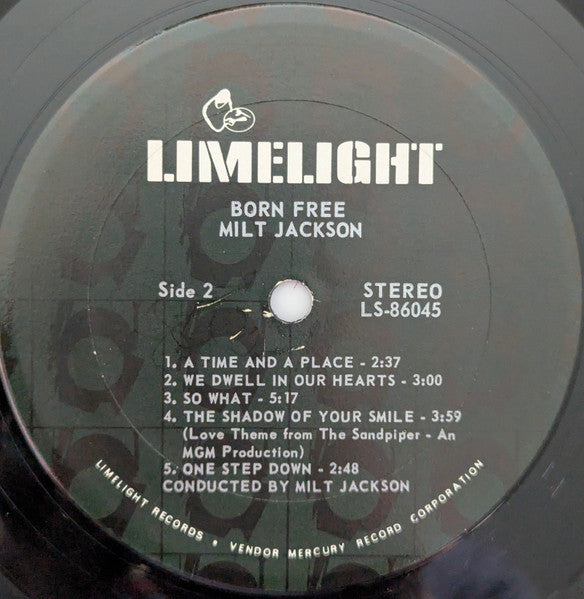 LIMELIGHT
BORN FREE
MILT JACKSON
Side 2
STEREO
LS-86045
1. A TIME AND A PLACE - 2:37
2. WE DWELL IN OUR HEARTS - 3:00
3. SO WHAT - 5:17
4. THE SHADOW OF YOUR SMILE - 3:59
(Love Theme from The Sandpiper - An
MGM Production)
5. ONE STEP DOWN - 2:48
CONDUCTED BY MILT JACKSON
LIMELIGHT RECORDS • VENDOR MERCURY RECORD CORPORATION